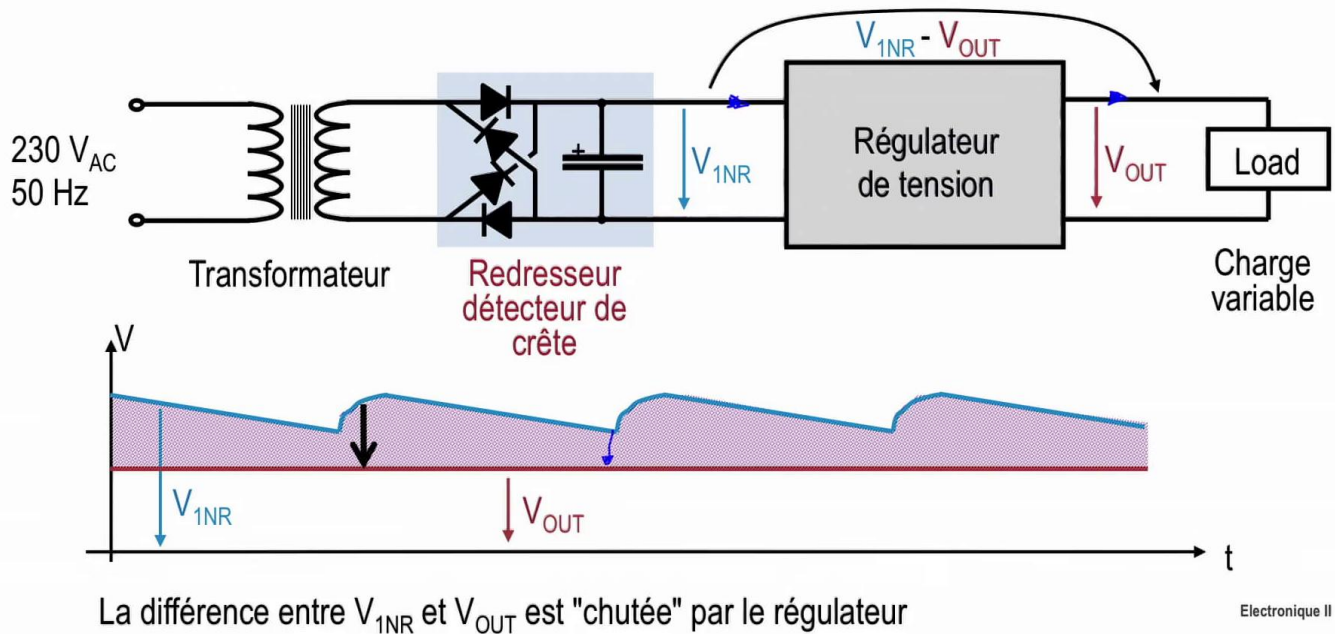 V1NR - VOUT
230 VAC
50 Hz
+
V1NR
Régulateur
de tension
VOUT
Load
Transformateur
Redresseur
détecteur de
crête
Charge
variable
V
V1NR
VOUT
t
La différence entre V1NR et VOUT est "chutée" par le régulateur
Electronique II